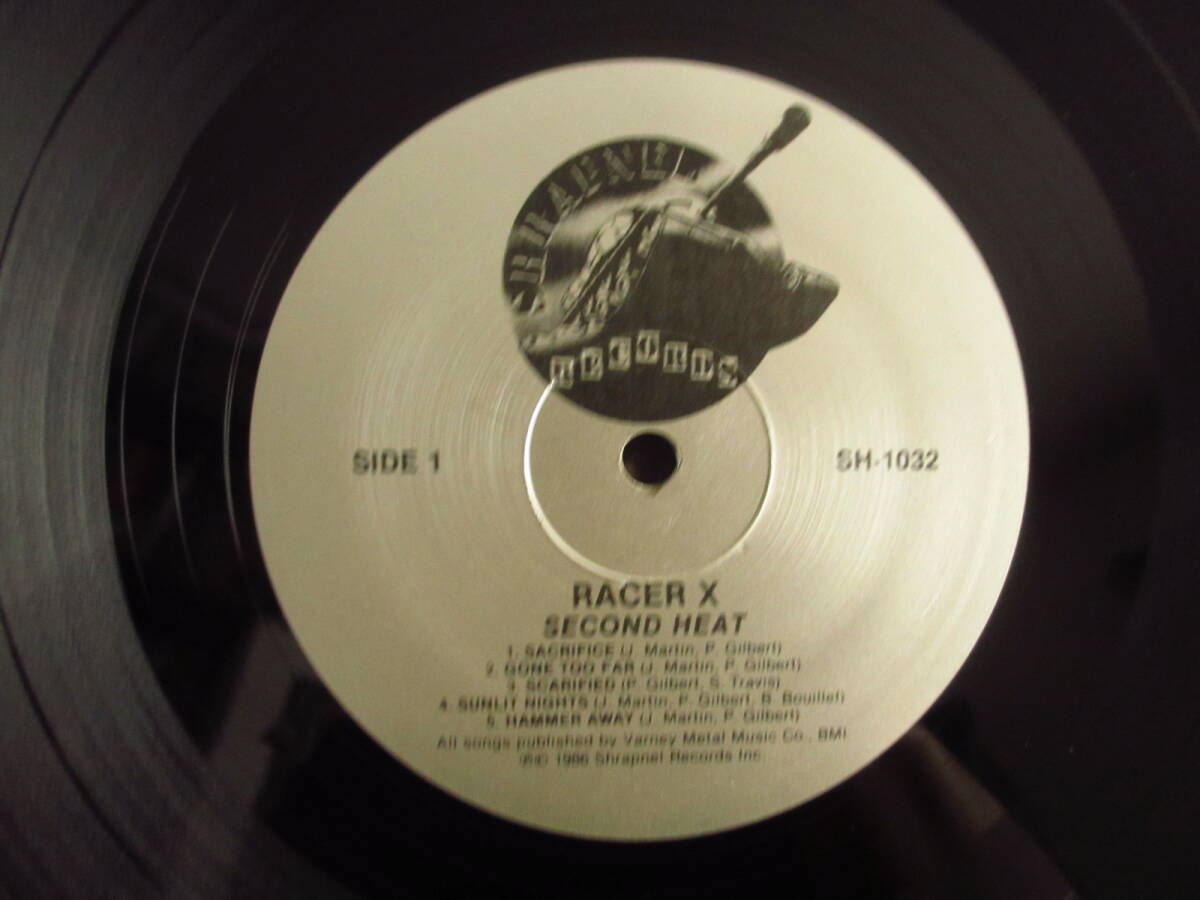 SHRAPNEL
RECORDS
SIDE 1
SH-1032
RACER X
SECOND HEAT
1. SACRIFICE (J. Martin, P. Gilbert)
2. GONE TOO FAR (J. Martin, P. Gilbert)
3. SCARIFIED (P. Gilbert, S. Travis)
4. SUNLIT NIGHTS (J. Martin, P. Gilbert, B. Bouillet)
5. HAMMER AWAY (J. Martin, P. Gilbert)
All songs published by Varney Metal Music Co., BMI
℗© 1986 Shrapnel Records Inc.